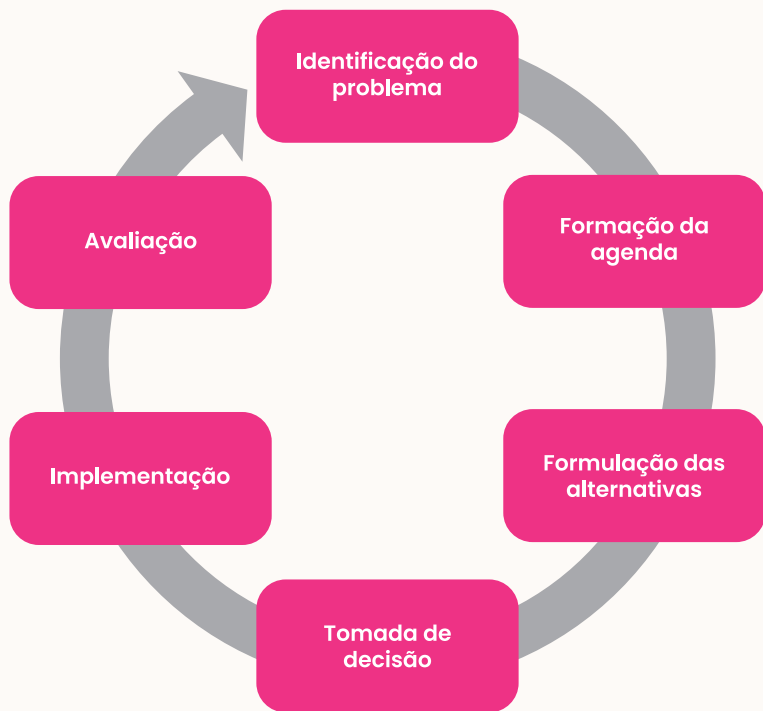 Identificação do
problema
Formação da
agenda
Formulação das
alternativas
Tomada de
decisão
Implementação
Avaliação